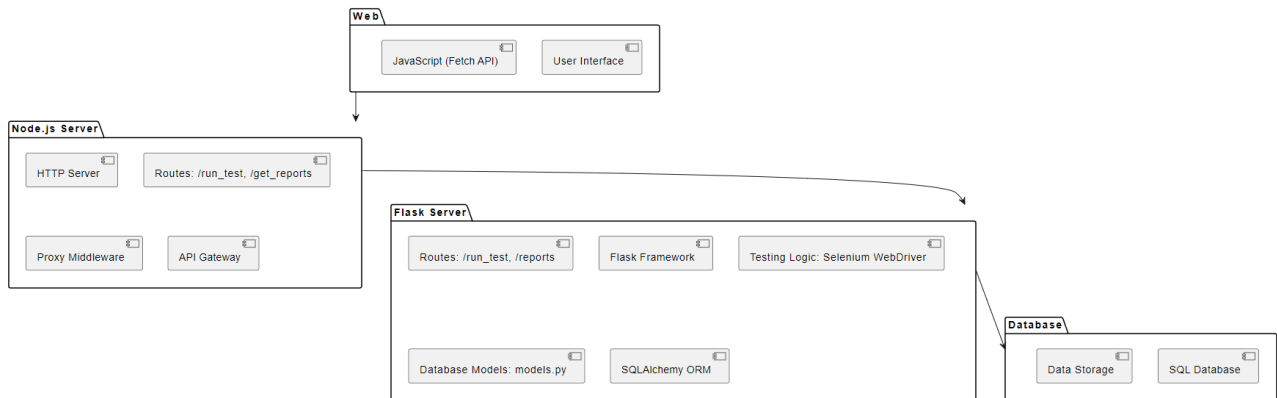 Web
JavaScript (Fetch API)
User Interface
Node.js Server
HTTP Server
Routes: /run_test, /get_reports
Proxy Middleware
API Gateway
Flask Server
Routes: /run_test, /reports
Flask Framework
Testing Logic: Selenium WebDriver
Database Models: models.py
SQLAlchemy ORM
Database
Data Storage
SQL Database